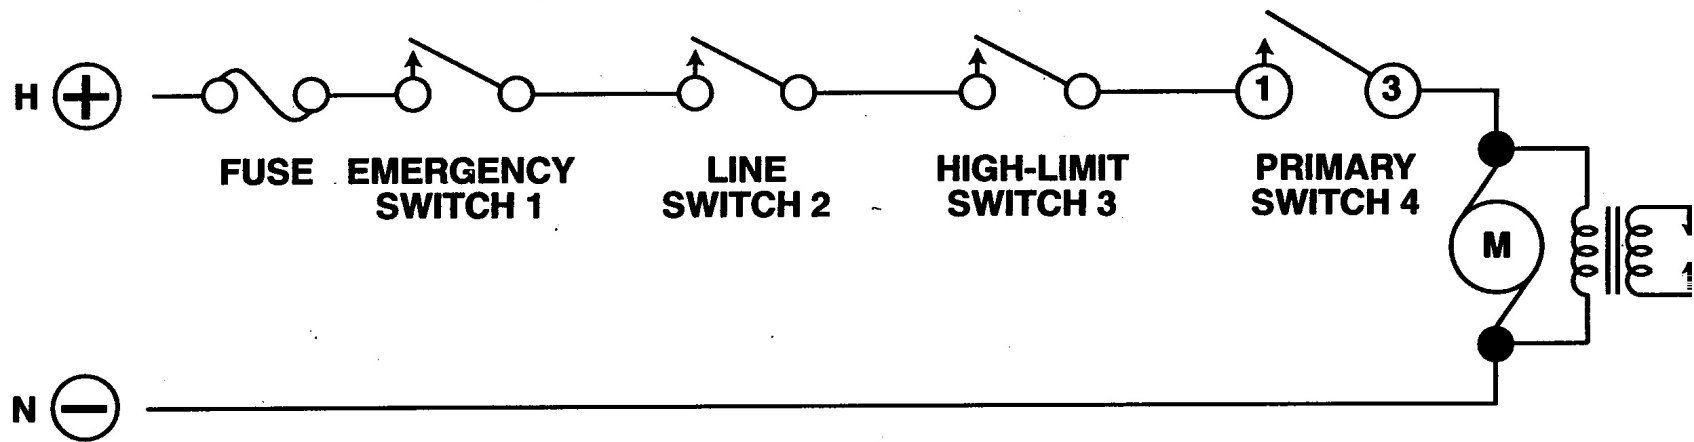 H +
1
3
FUSE
EMERGENCY
SWITCH 1
LINE
SWITCH 2
HIGH-LIMIT
SWITCH 3
PRIMARY
SWITCH 4
M
N −